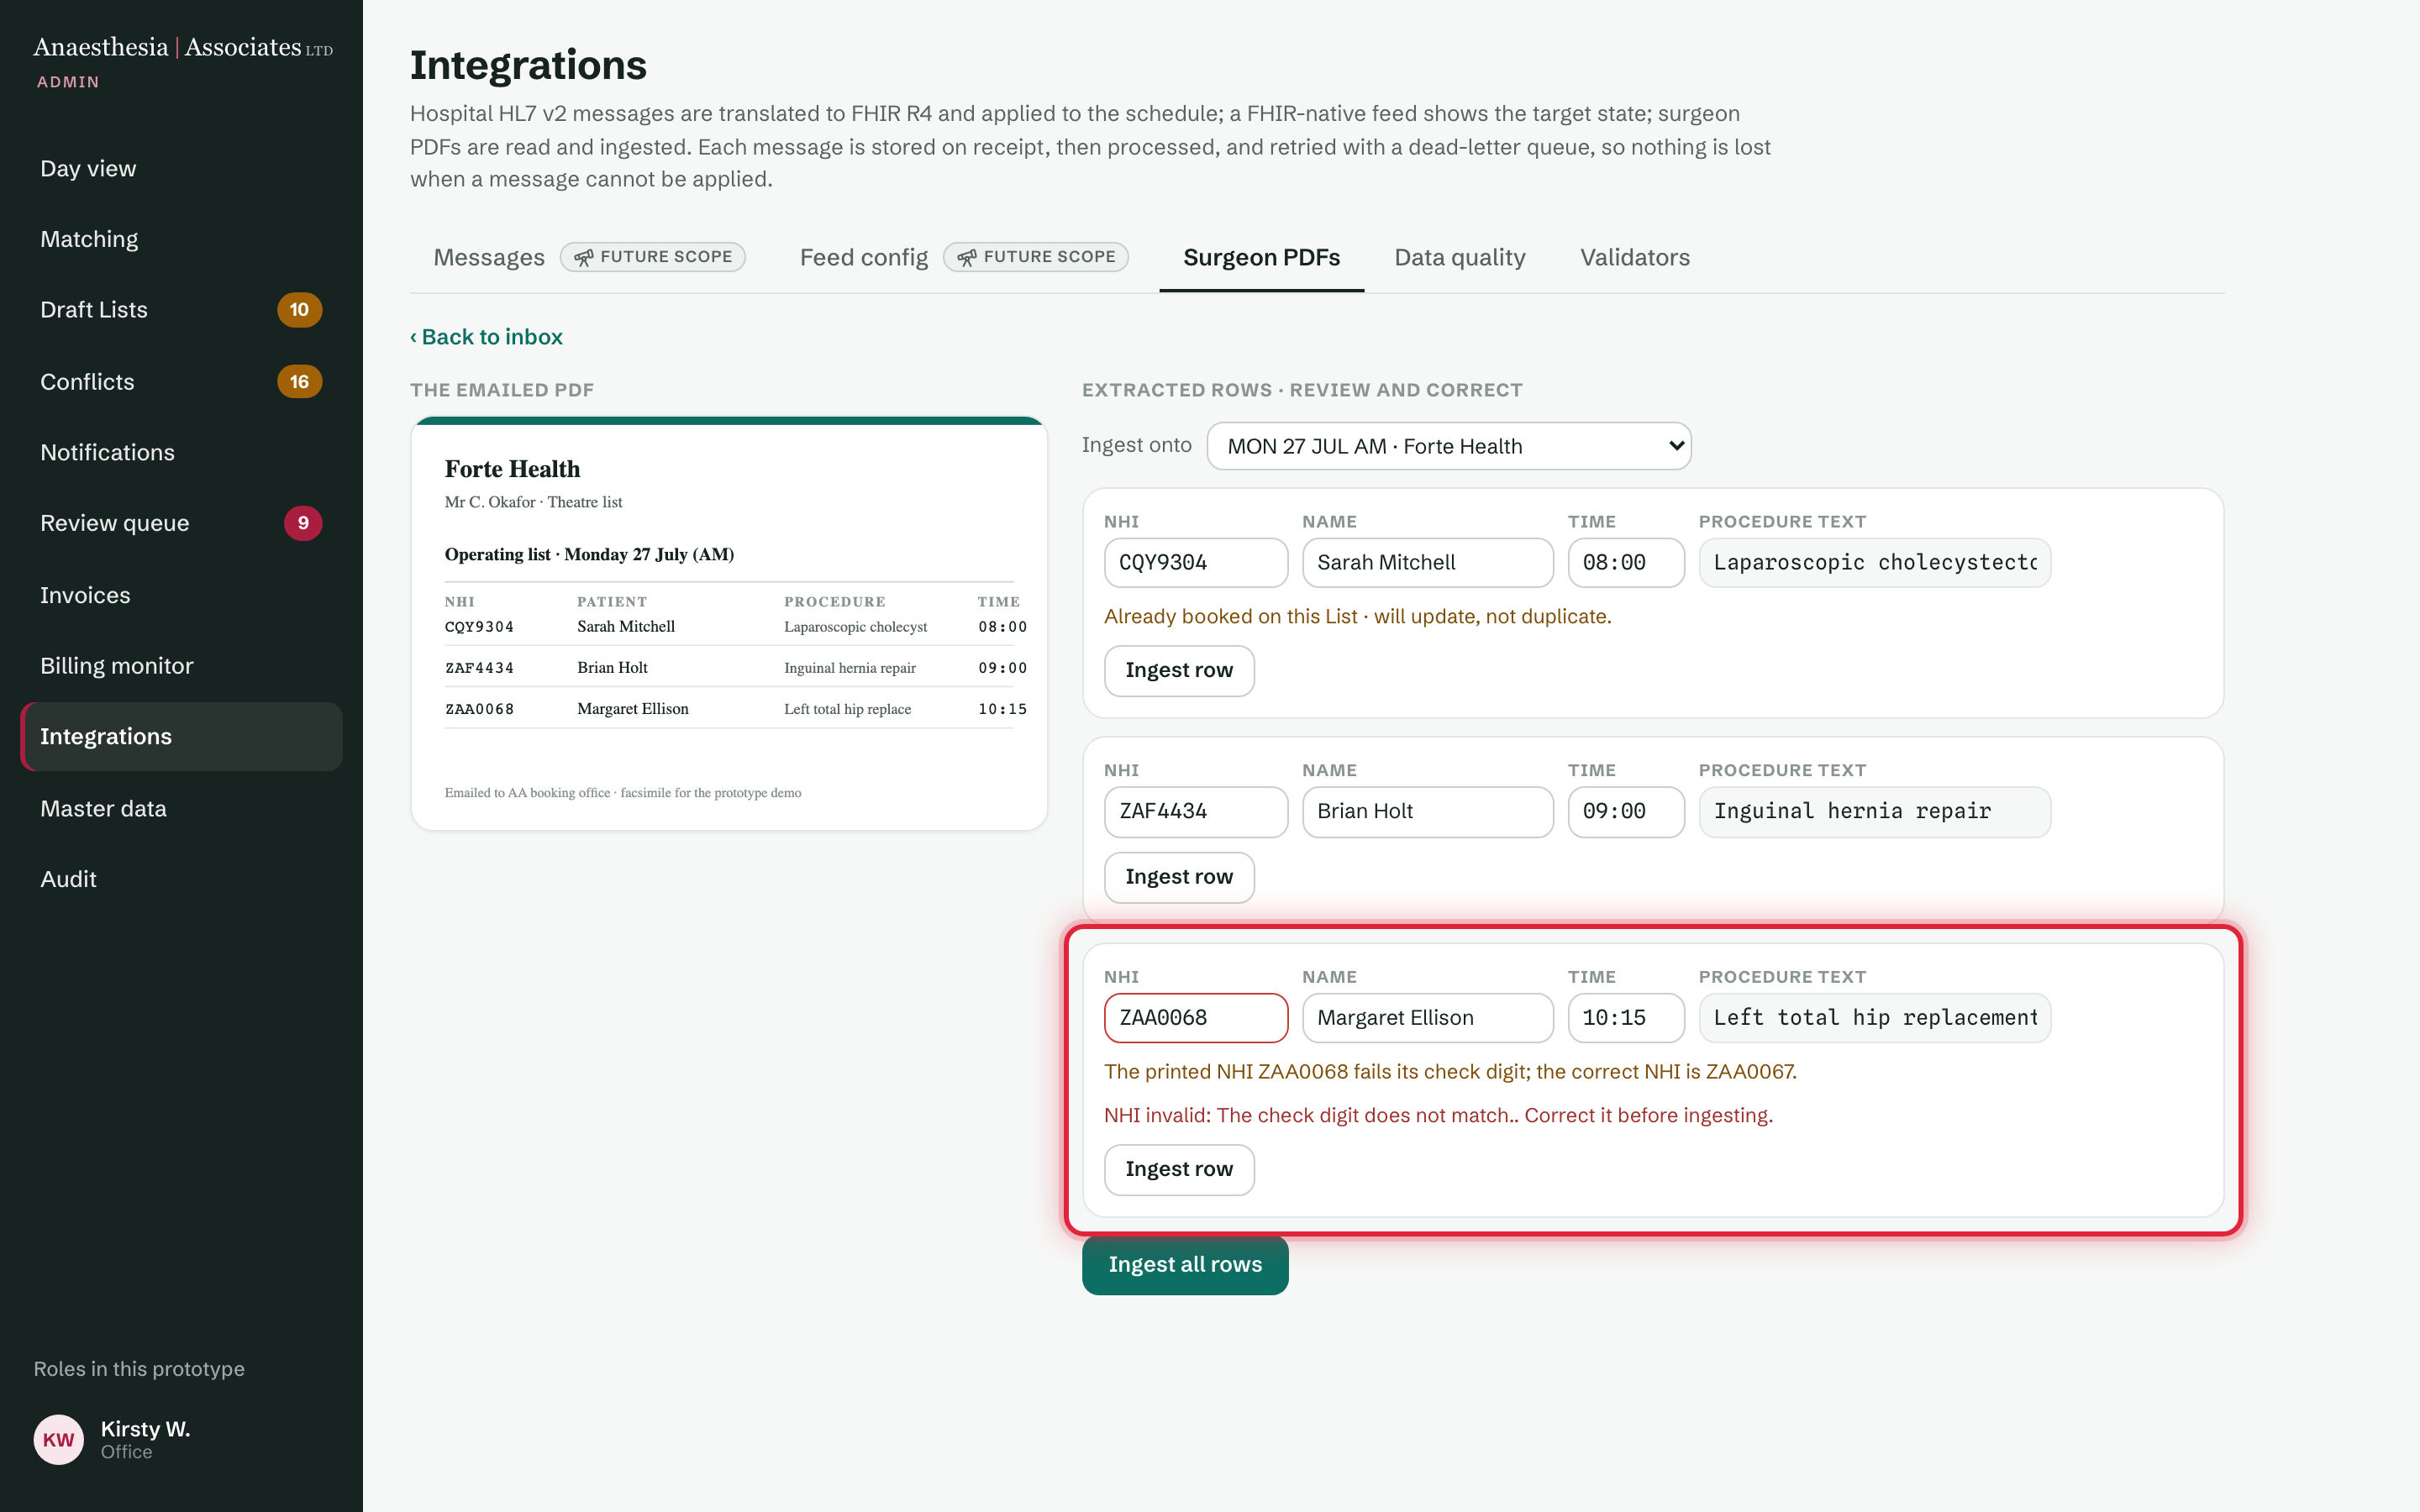 Anaesthesia | Associates LTD
ADMIN
Day view
Matching
Draft Lists 10
Conflicts 16
Notifications
Review queue 9
Invoices
Billing monitor
Integrations
Master data
Audit
Roles in this prototype
KW
Kirsty W.
Office
Integrations
Hospital HL7 v2 messages are translated to FHIR R4 and applied to the schedule; a FHIR-native feed shows the target state; surgeon
PDFs are read and ingested. Each message is stored on receipt, then processed, and retried with a dead-letter queue, so nothing is lost
when a message cannot be applied.
Messages FUTURE SCOPE Feed config FUTURE SCOPE Surgeon PDFs Data quality Validators
‹ Back to inbox
THE EMAILED PDF
Forte Health
Mr C. Okafor · Theatre list
Operating list · Monday 27 July (AM)
NHI PATIENT PROCEDURE TIME
CQY9304 Sarah Mitchell Laparoscopic cholecyst 08:00
ZAF4434 Brian Holt Inguinal hernia repair 09:00
ZAA0068 Margaret Ellison Left total hip replace 10:15
Emailed to AA booking office · facsimile for the prototype demo
EXTRACTED ROWS · REVIEW AND CORRECT
Ingest onto MON 27 JUL AM · Forte Health
NHI NAME TIME PROCEDURE TEXT
CQY9304 Sarah Mitchell 08:00 Laparoscopic cholecystectc
Already booked on this List · will update, not duplicate.
Ingest row
NHI NAME TIME PROCEDURE TEXT
ZAF4434 Brian Holt 09:00 Inguinal hernia repair
Ingest row
NHI NAME TIME PROCEDURE TEXT
ZAA0068 Margaret Ellison 10:15 Left total hip replacement
The printed NHI ZAA0068 fails its check digit; the correct NHI is ZAA0067.
NHI invalid: The check digit does not match.. Correct it before ingesting.
Ingest row
Ingest all rows